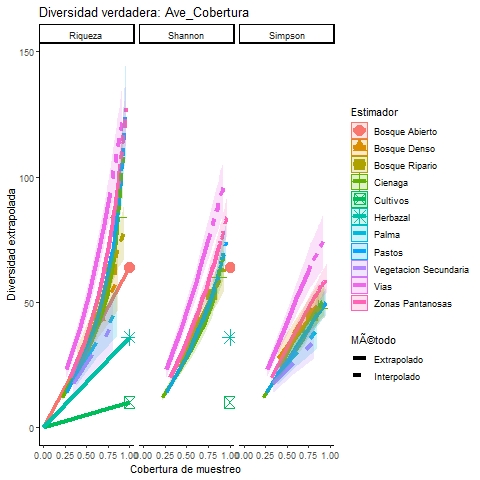 Diversidad verdadera: Ave_Cobertura
Riqueza
Shannon
Simpson
150
100
50
0
Diversidad extrapolada
0.00 0.25 0.50 0.75 1.00
0.00 0.25 0.50 0.75 1.00
0.00 0.25 0.50 0.75 1.00
Cobertura de muestreo
Estimador
Bosque Abierto
Bosque Denso
Bosque Ripario
Cienaga
Cultivos
Herbazal
Palma
Pastos
Vegetacion Secundaria
Vias
Zonas Pantanosas
MÃ©todo
Extrapolado
Interpolado